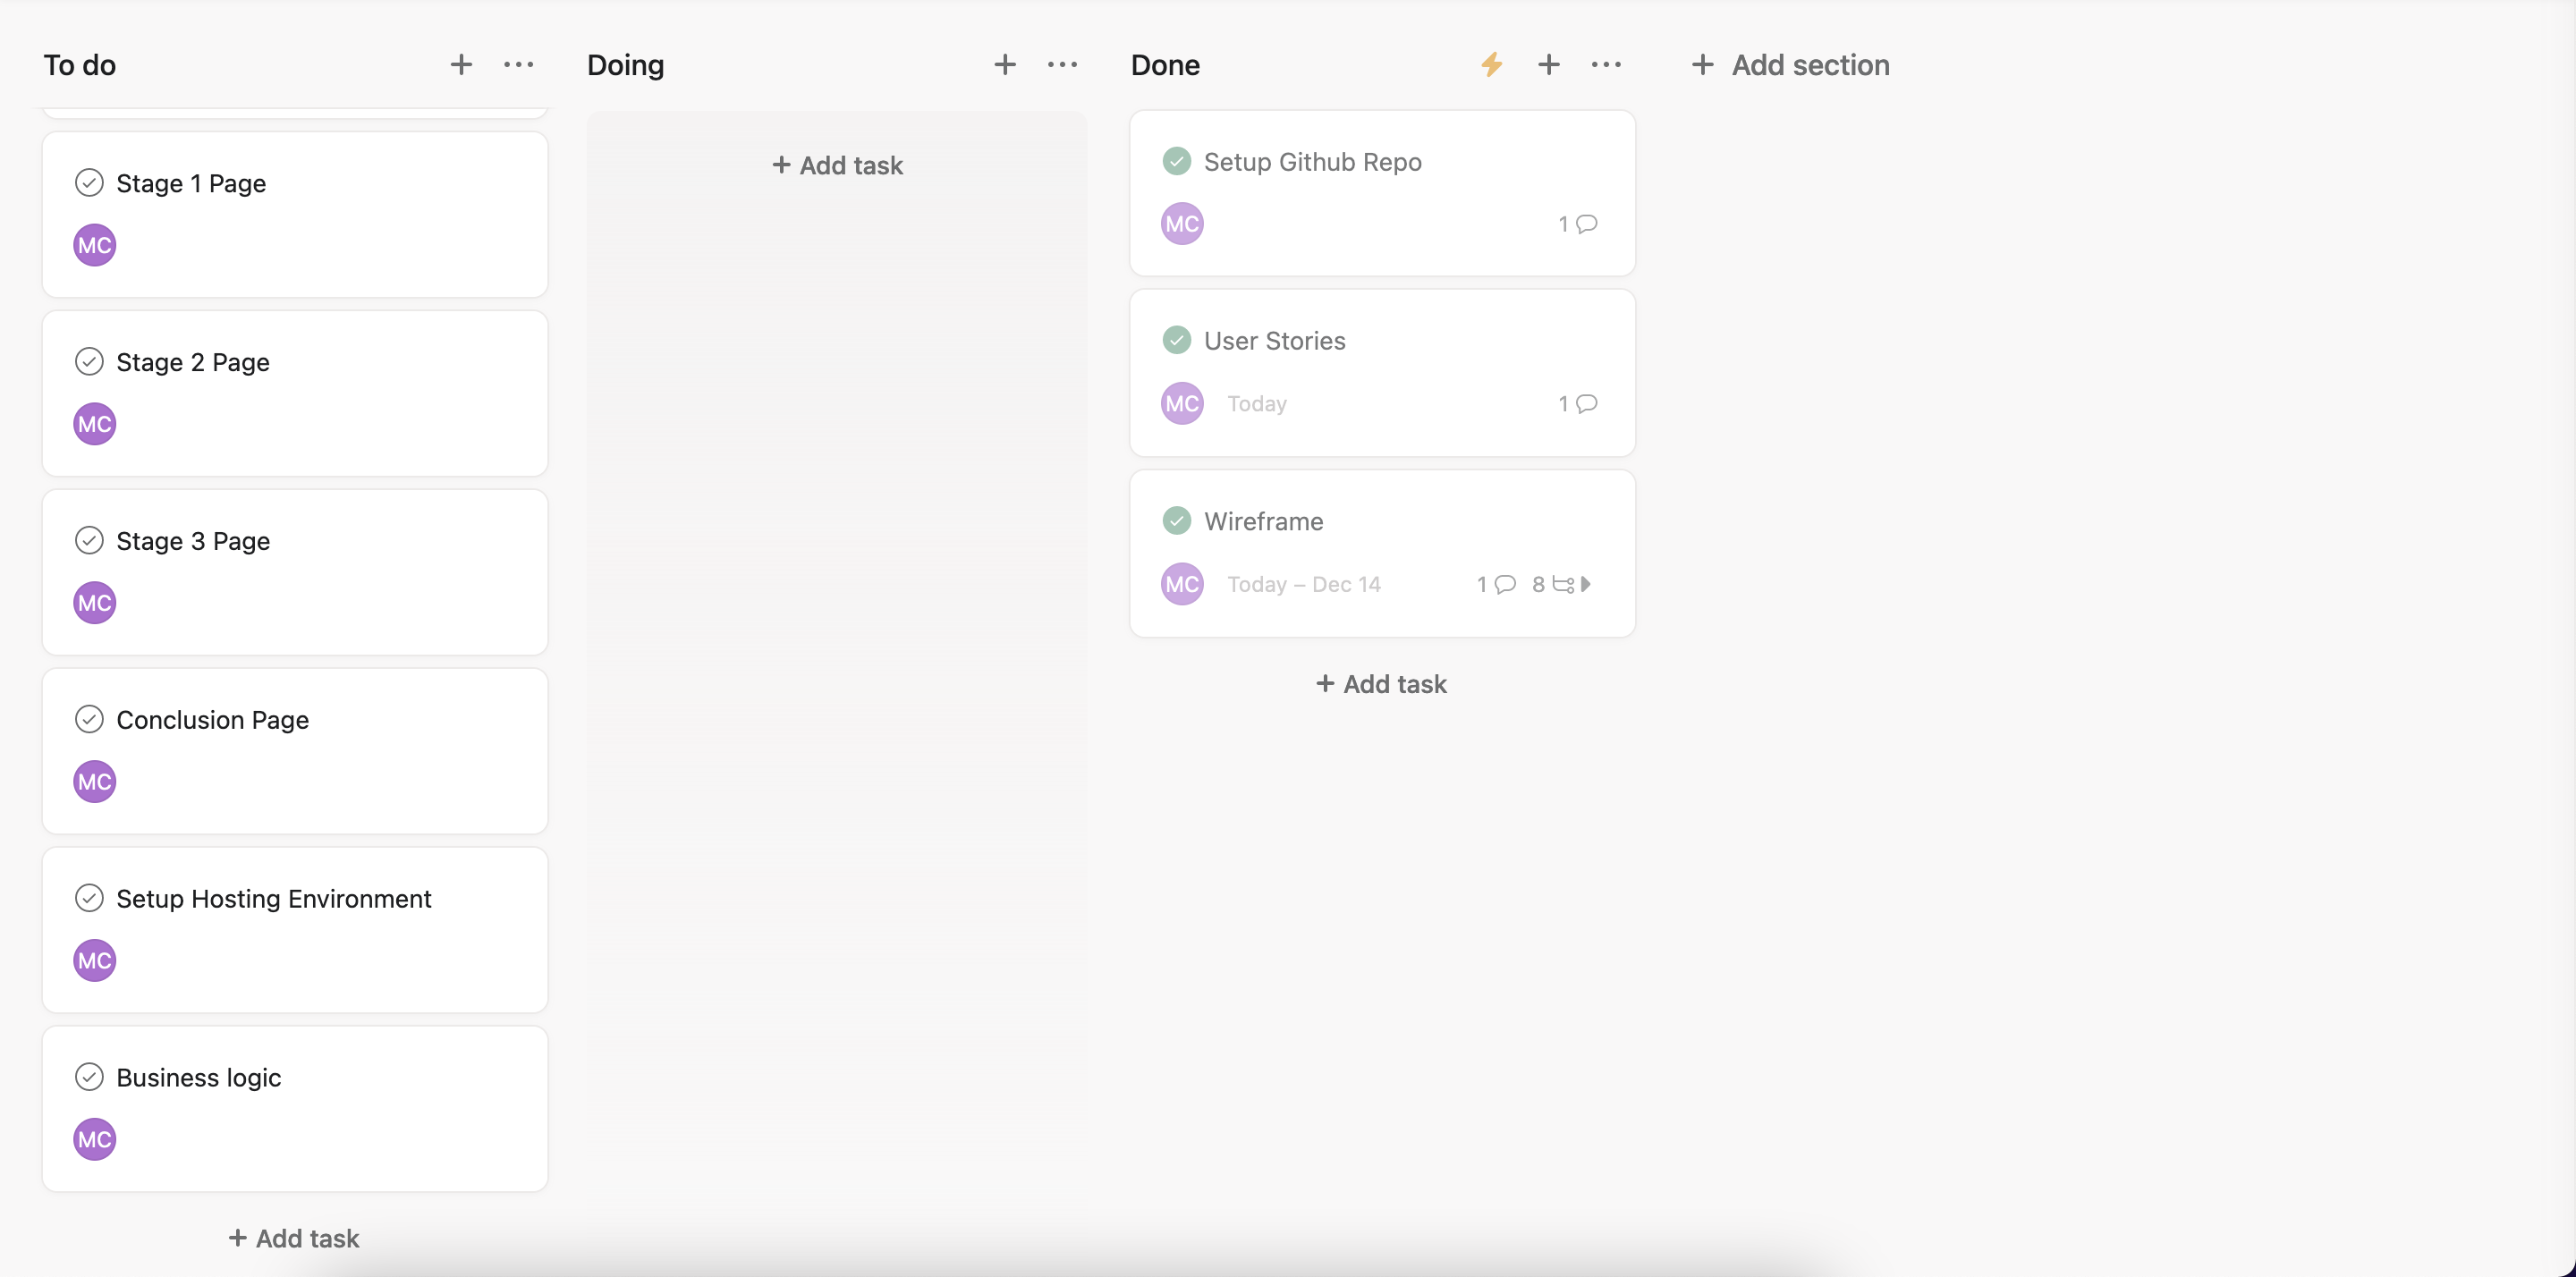 To do
Stage 1 Page
MC
Stage 2 Page
MC
Stage 3 Page
MC
Conclusion Page
MC
Setup Hosting Environment
MC
Business logic
MC
+ Add task
Doing
+ Add task
Done
Setup Github Repo
MC 1
User Stories
MC Today 1
Wireframe
MC Today – Dec 14 1 8
+ Add task
+ Add section